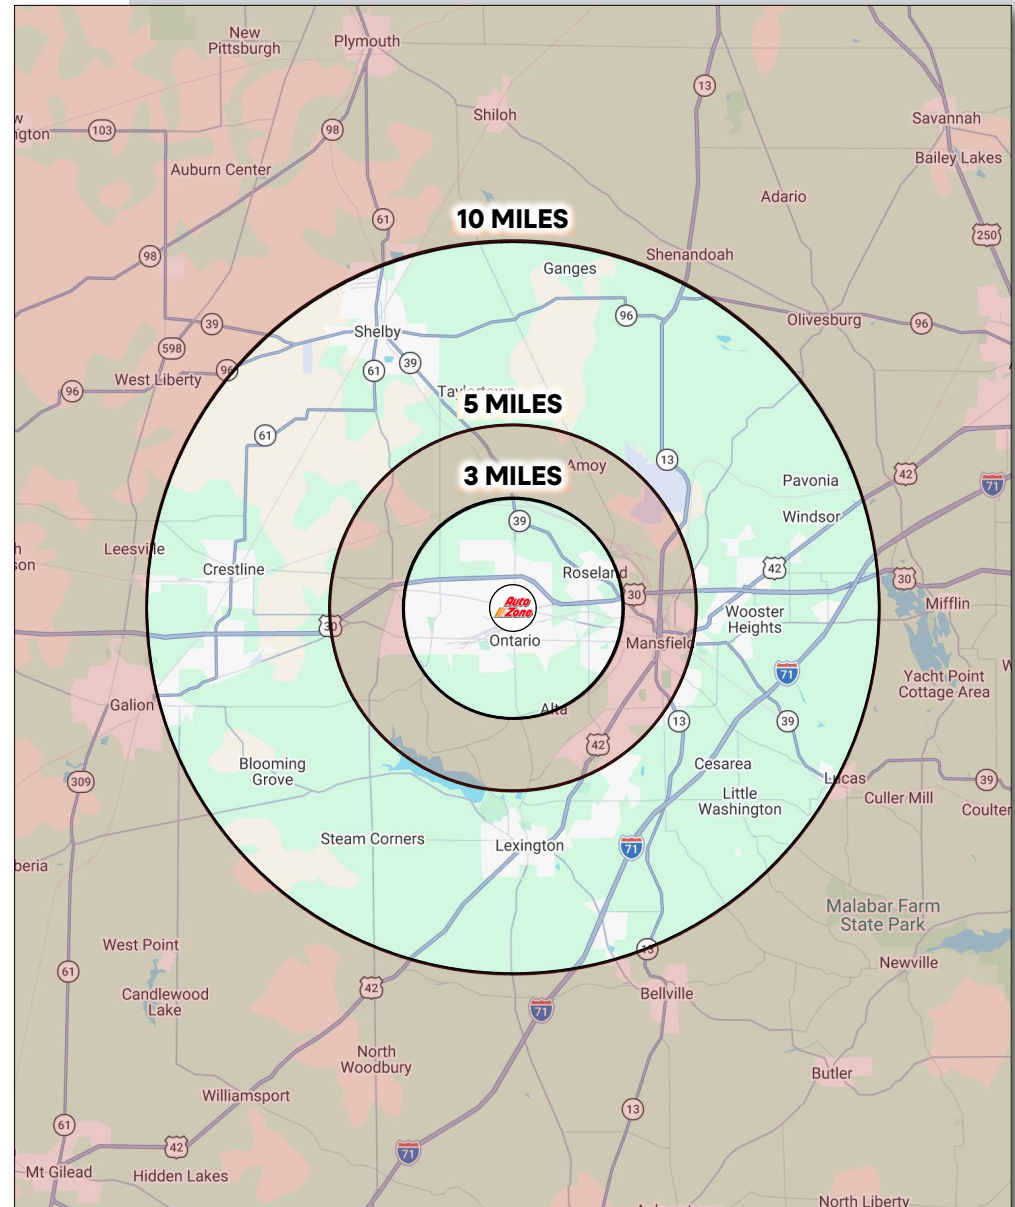 New
Pittsburgh
Plymouth
13
103
98
Shiloh
Savannah
Bailey Lakes
Auburn Center
Adario
61
10 MILES
250
98
Shenandoah
Ganges
39
96
Olivesburg
96
Shelby
598
61
39
96
West Liberty
96
Taylortown
5 MILES
61
13
Amoy
3 MILES
42
71
Pavonia
Windsor
39
Leesville
Crestline
Roseland
42
30
30
Mifflin
Auto
Zone
Wooster
Heights
30
Ontario
Mansfield
71
Yacht Point
Cottage Area
Galion
Alta
13
39
42
Blooming
Grove
Cesarea
309
Lucas
39
Little
Washington
Culler Mill
Coulter
Steam Corners
Lexington
71
beria
Malabar Farm
State Park
West Point
13
Newville
61
Candlewood
Lake
42
Bellville
71
North
Woodbury
Butler
Williamsport
13
61
42
71
Mt Gilead
Hidden Lakes
North Liberty